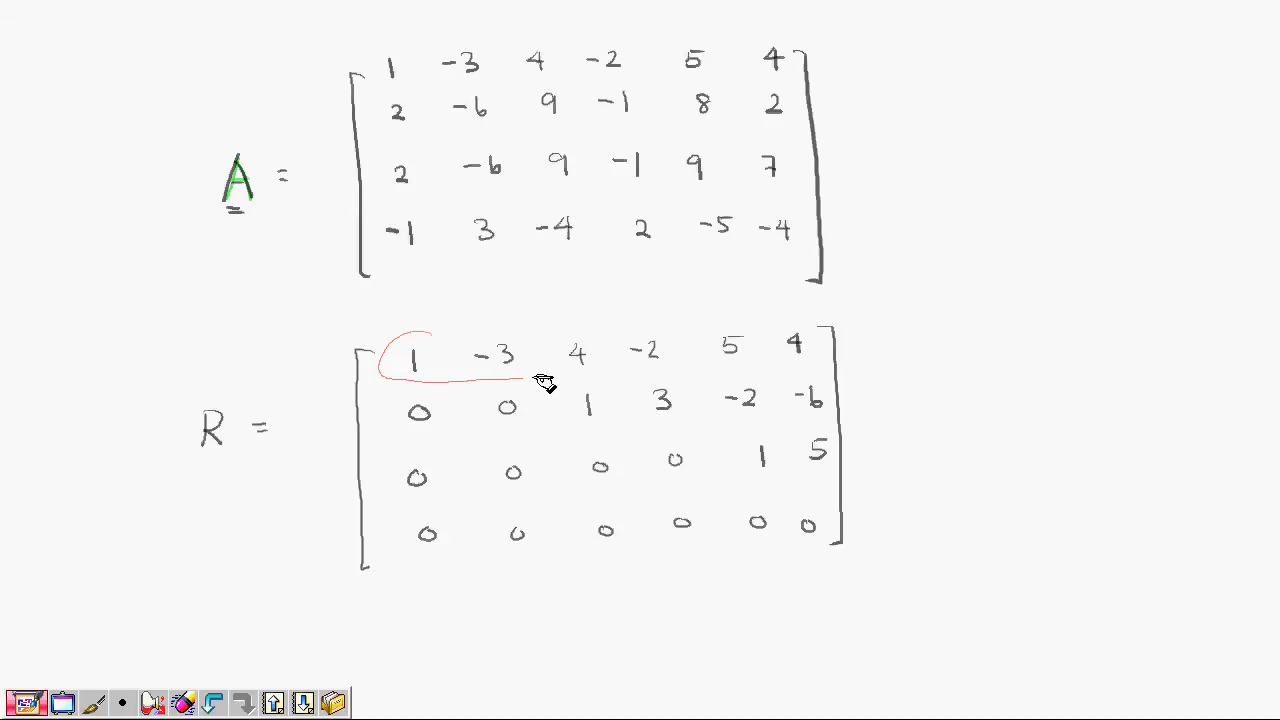 1 -3 4 -2 5 4
2 -6 9 -1 8 2
A =
2 -6 9 -1 9 7
-1 3 -4 2 -5 -4
1 -3 4 -2 5 4
0 0 1 3 -2 -6
R =
0 0 0 0 1 5
0 0 0 0 0 0